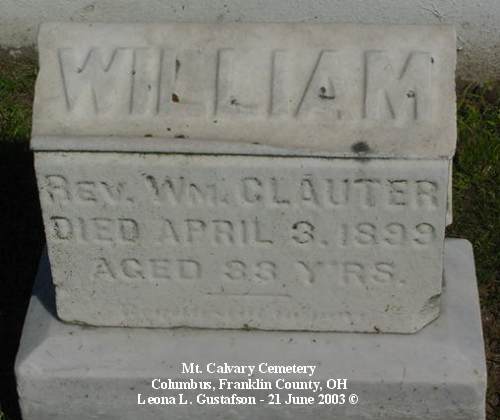 WILLIAM
REV. WM. CLAUTER
DIED APRIL 3. 1899
AGED 33 Y'RS.
Mt. Calvary Cemetery
Columbus, Franklin County, OH
Leona L. Gustafson - 21 June 2003 ©